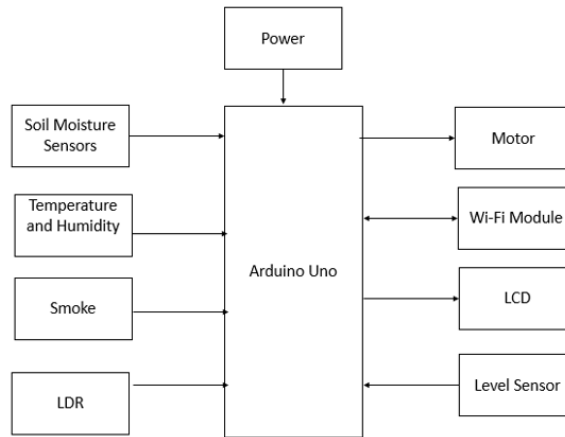 Power
Soil Moisture
Sensors
Temperature
and Humidity
Smoke
LDR
Arduino Uno
Motor
Wi-Fi Module
LCD
Level Sensor